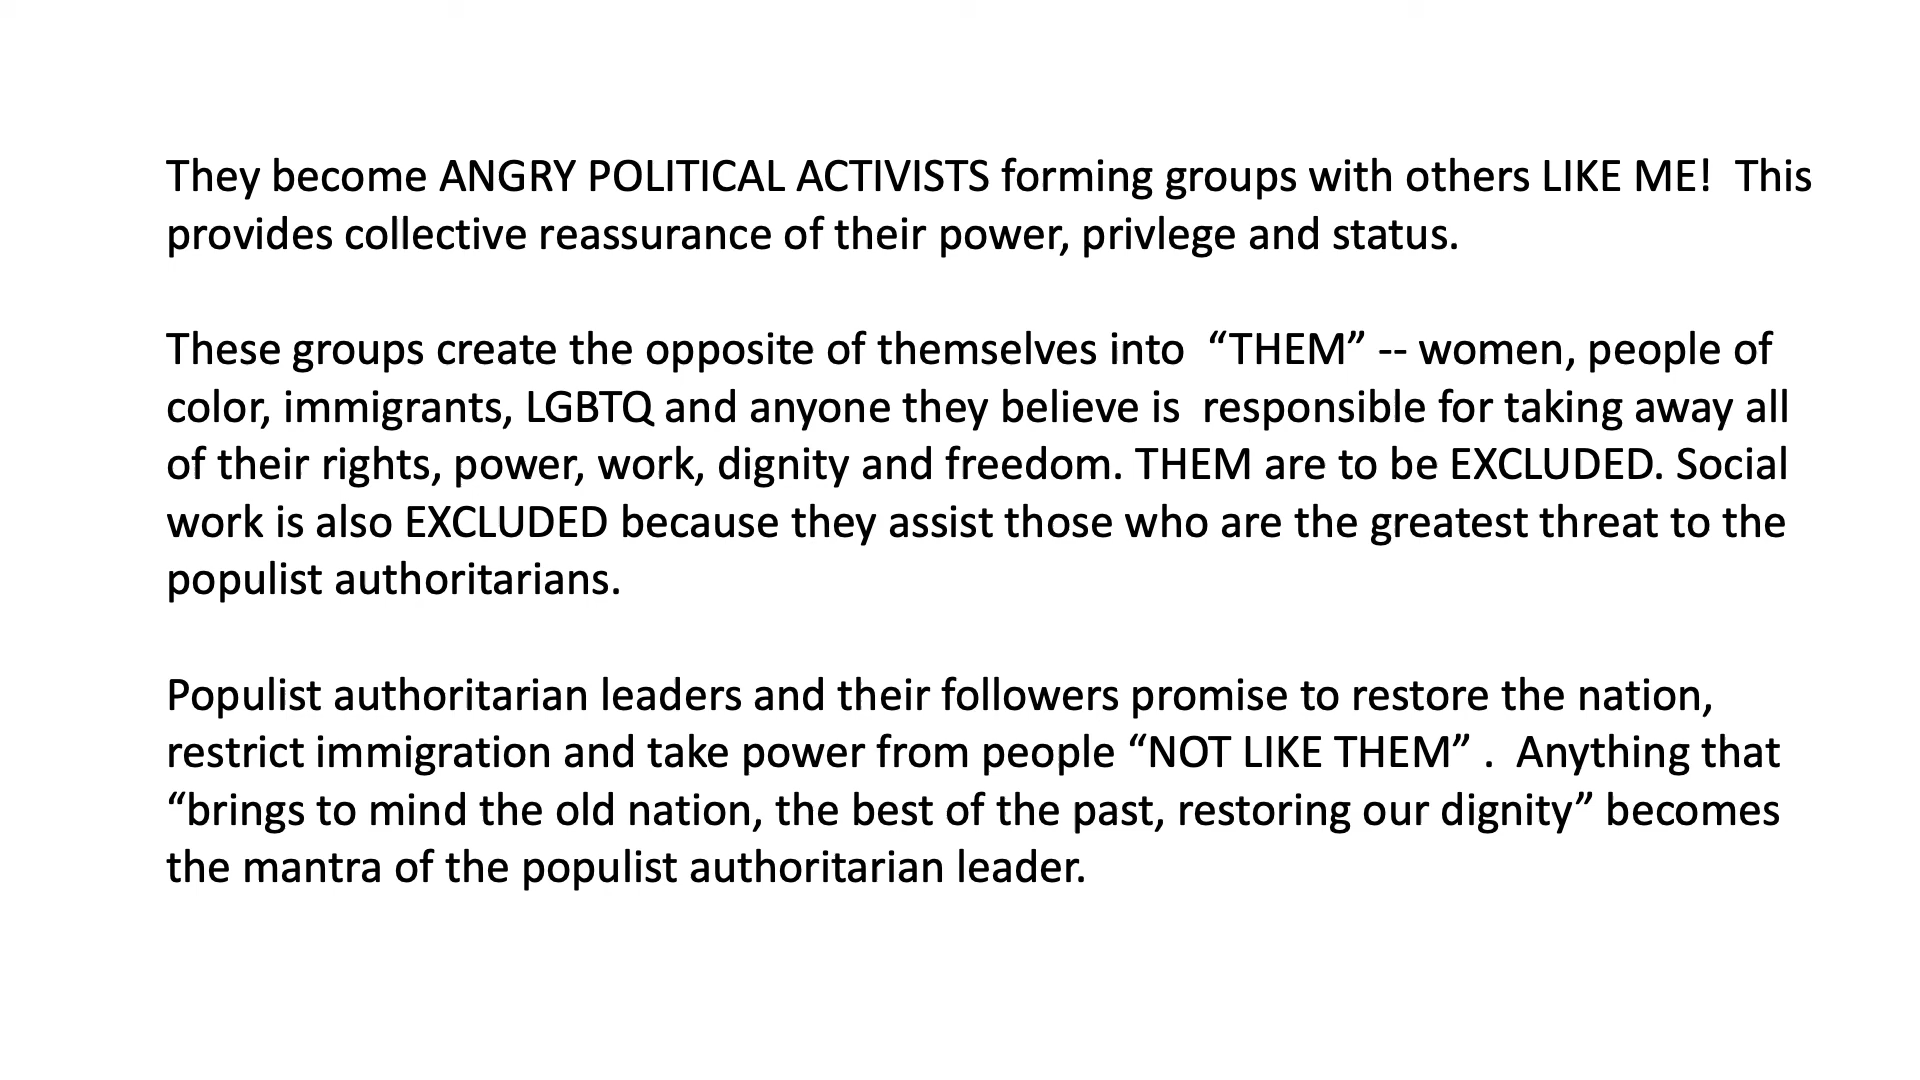 They become ANGRY POLITICAL ACTIVISTS forming groups with others LIKE ME!  This
provides collective reassurance of their power, privlege and status.
These groups create the opposite of themselves into  “THEM” -- women, people of
color, immigrants, LGBTQ and anyone they believe is  responsible for taking away all
of their rights, power, work, dignity and freedom. THEM are to be EXCLUDED. Social
work is also EXCLUDED because they assist those who are the greatest threat to the
populist authoritarians.
Populist authoritarian leaders and their followers promise to restore the nation,
restrict immigration and take power from people “NOT LIKE THEM” .  Anything that
“brings to mind the old nation, the best of the past, restoring our dignity” becomes
the mantra of the populist authoritarian leader.